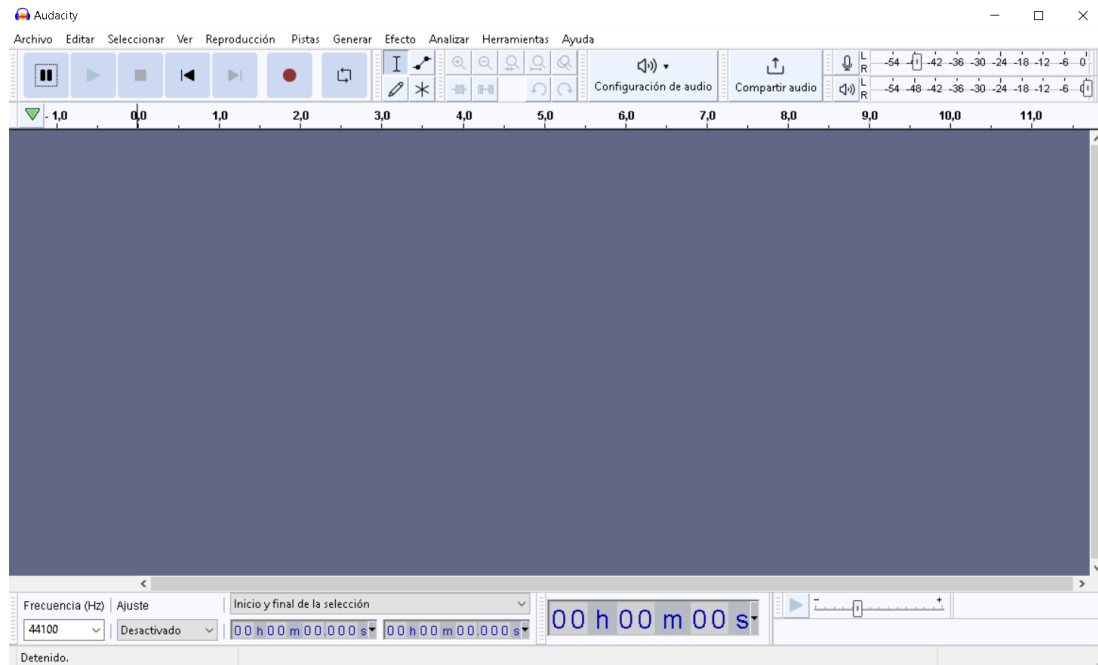 Audacity
Archivo Editar Seleccionar Ver Reproducción Pistas Generar Efecto Analizar Herramientas Ayuda
Configuración de audio
Compartir audio
L
R
-54 -4 -42 -36 -30 -24 -18 -12 -6 0
L
R
-54 -48 -42 -36 -30 -24 -18 -12 -6 0
- 1,0 0,0 1,0 2,0 3,0 4,0 5,0 6,0 7,0 8,0 9,0 10,0 11,0
Frecuencia (Hz) Ajuste
Inicio y final de la selección
44100 Desactivado
00 h 00 m 00.000 s 00 h 00 m 00.000 s
00 h 00 m 00 s
- +
Detenido.